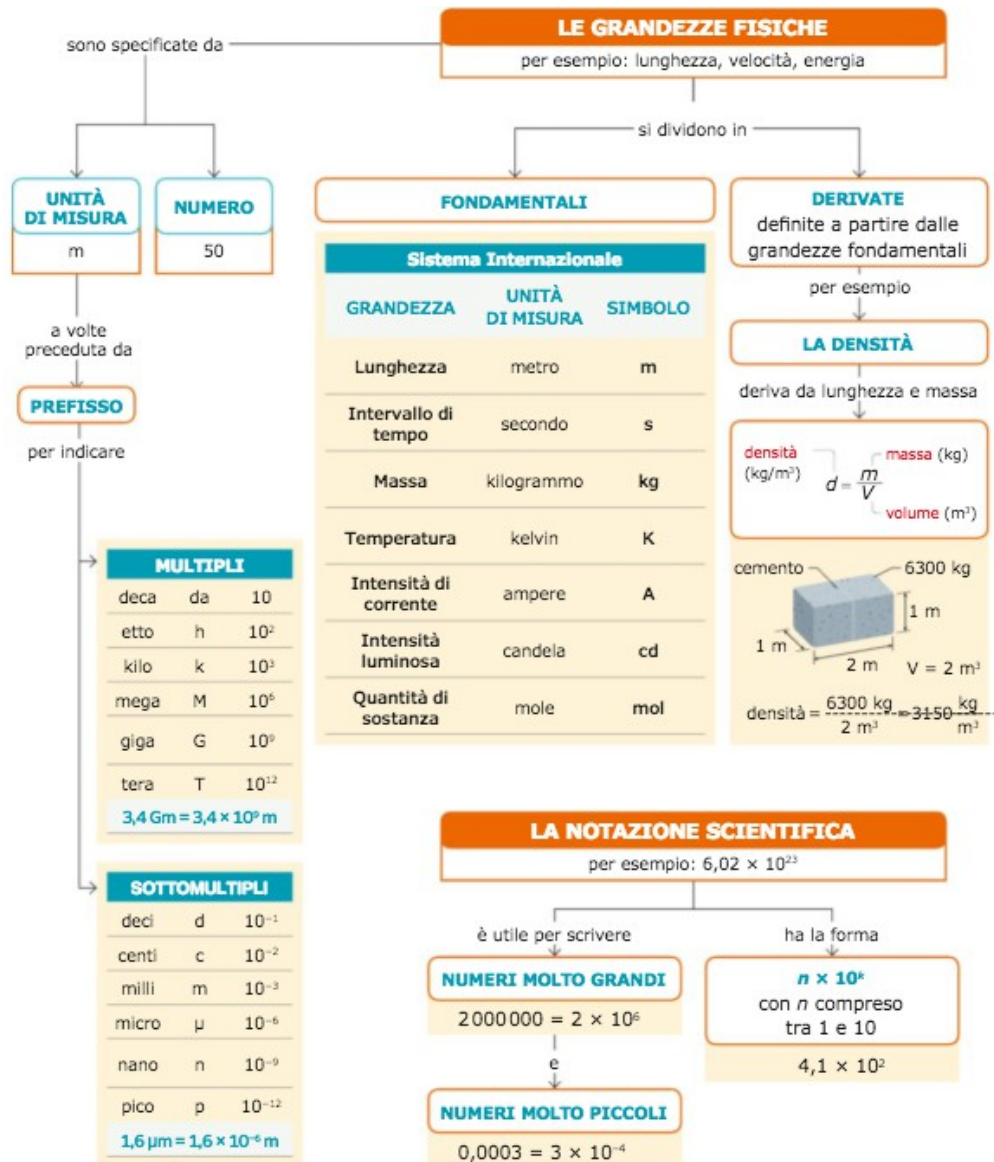 LE GRANDEZZE FISICHE
per esempio: lunghezza, velocità, energia
sono specificate da
UNITÀ
DI MISURA
m
NUMERO
50
a volte
preceduta da
PREFISSO
per indicare
MULTIPLI
deca da 10
etto h 10²
kilo k 10³
mega M 10⁶
giga G 10⁹
tera T 10¹²
3,4 Gm = 3,4 × 10⁹ m
SOTTOMULTIPLI
deci d 10⁻¹
centi c 10⁻²
milli m 10⁻³
micro μ 10⁻⁶
nano n 10⁻⁹
pico p 10⁻¹²
1,6 μm = 1,6 × 10⁻⁶ m
si dividono in
FONDAMENTALI
Sistema Internazionale
GRANDEZZA UNITÀ DI MISURA SIMBOLO
Lunghezza metro m
Intervallo di tempo secondo s
Massa kilogrammo kg
Temperatura kelvin K
Intensità di corrente ampere A
Intensità luminosa candela cd
Quantità di sostanza mole mol
DERIVATE
definite a partire dalle
grandezze fondamentali
per esempio
LA DENSITÀ
deriva da lunghezza e massa
densità (kg/m³)
d = m/V
massa (kg)
volume (m³)
cemento
6300 kg
1 m
1 m
2 m
V = 2 m³
densità = 6300 kg / 2 m³ = 3150 kg/m³
LA NOTAZIONE SCIENTIFICA
per esempio: 6,02 × 10²³
è utile per scrivere
NUMERI MOLTO GRANDI
2 000 000 = 2 × 10⁶
e
NUMERI MOLTO PICCOLI
0,0003 = 3 × 10⁻⁴
ha la forma
n × 10ᵏ
con n compreso
tra 1 e 10
4,1 × 10²